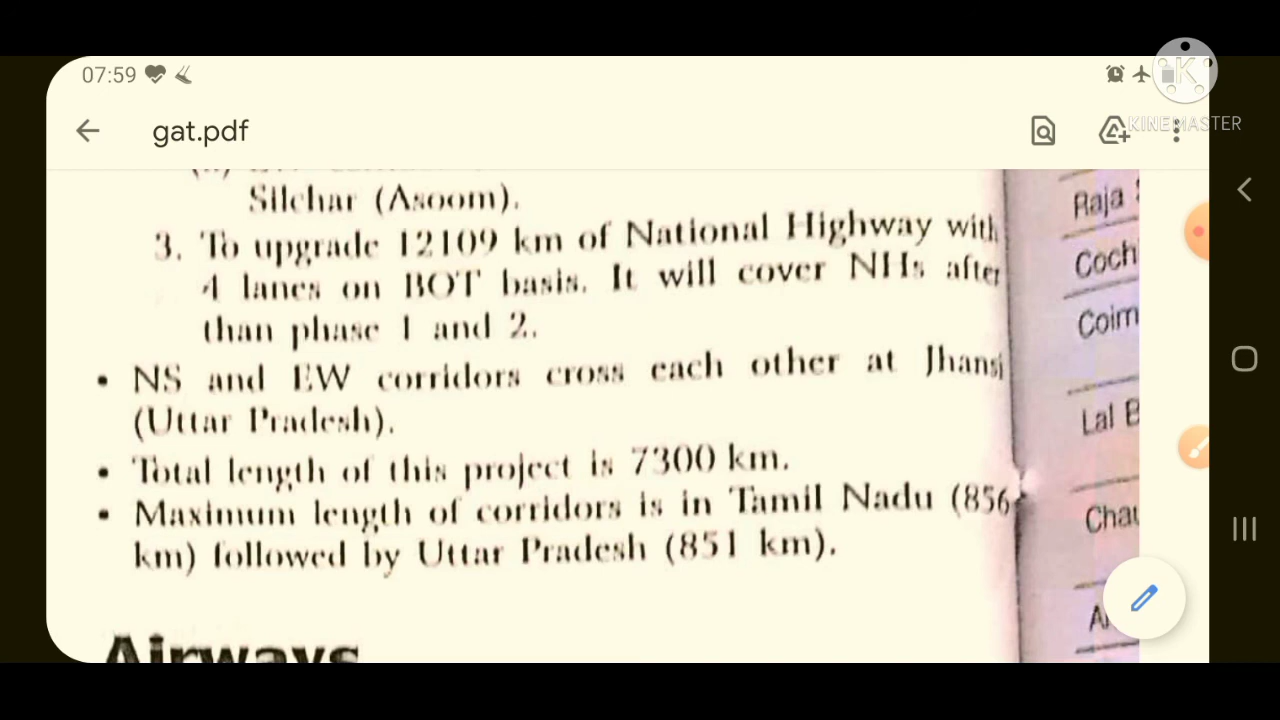 07:59
KINEMASTER
gat.pdf
Silchar (Asoom).
3. To upgrade 12109 km of National Highway with
4 lanes on BOT basis. It will cover NHs after
than phase 1 and 2.
• NS and EW corridors cross each other at Jhansi
(Uttar Pradesh).
• Total length of this project is 7300 km.
• Maximum length of corridors is in Tamil Nadu (856
km) followed by Uttar Pradesh (851 km).
Airways
Raja
Coch
Coim
Lal B
Chau